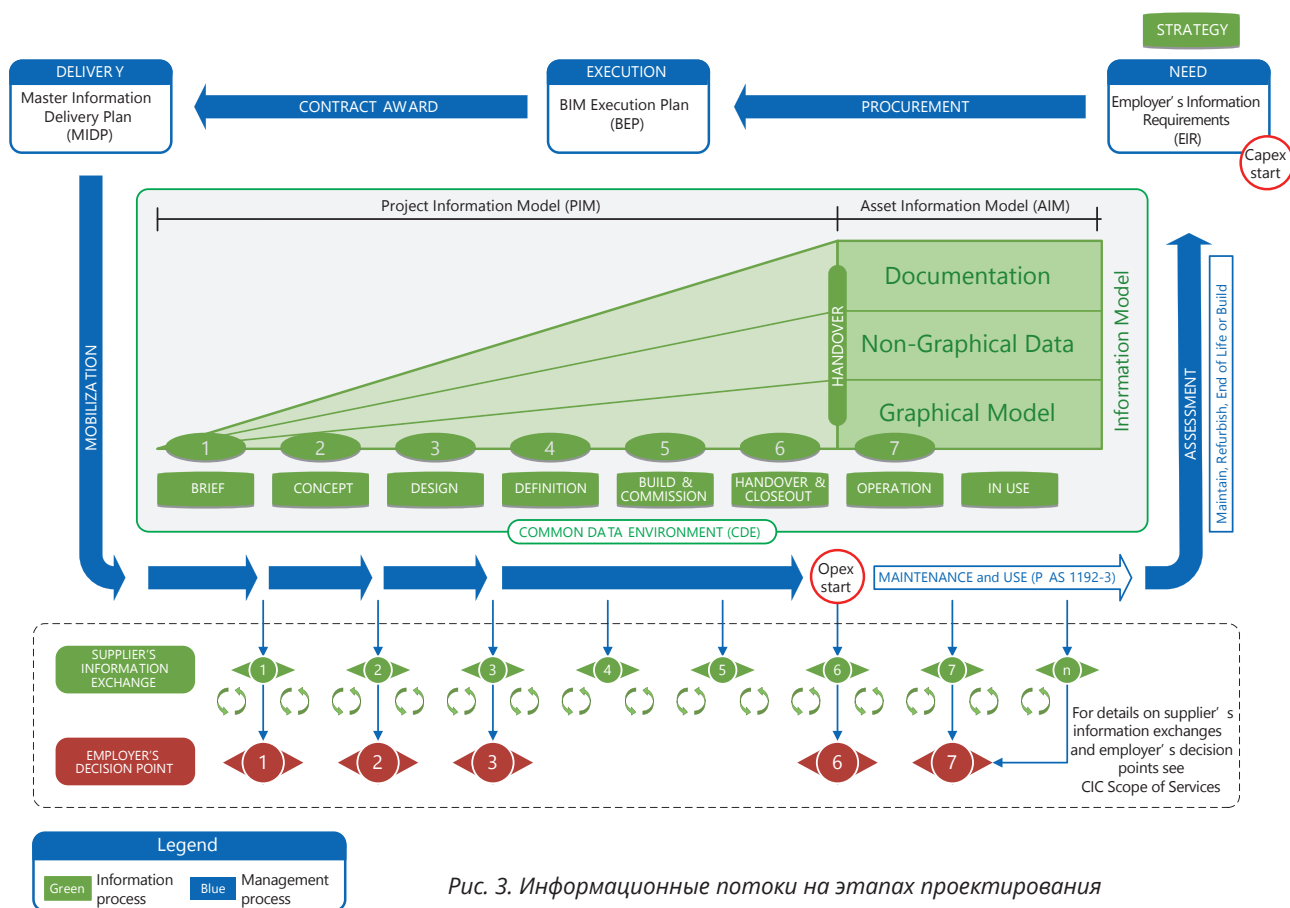 STRATEGY
DELIVERY
Master Information
Delivery Plan
(MIDP)
CONTRACT AWARD
EXECUTION
BIM Execution Plan
(BEP)
PROCUREMENT
NEED
Employer' s Information
Requirements
(EIR)
Capex
start
Project Information Model (PIM)
Asset Information Model (AIM)
Documentation
Non-Graphical Data
Graphical Model
HANDOVER
Information Model
MOBILIZATION
ASSESSMENT
Maintain, Refurbish, End of Life or Build
1
2
3
4
5
6
7
BRIEF
CONCEPT
DESIGN
DEFINITION
BUILD &
COMMISSION
HANDOVER &
CLOSEOUT
OPERATION
IN USE
COMMON DATA ENVIRONMENT (CDE)
Opex
start
MAINTENANCE and USE (P AS 1192-3)
SUPPLIER'S
INFORMATION
EXCHANGE
1
2
3
4
5
6
7
n
EMPLOYER'S
DECISION POINT
1
2
3
6
7
For details on supplier' s
information exchanges
and employer' s decision
points see
CIC Scope of Services
Legend
Green
Information
process
Blue
Management
process
Рис. 3. Информационные потоки на этапах проектирования